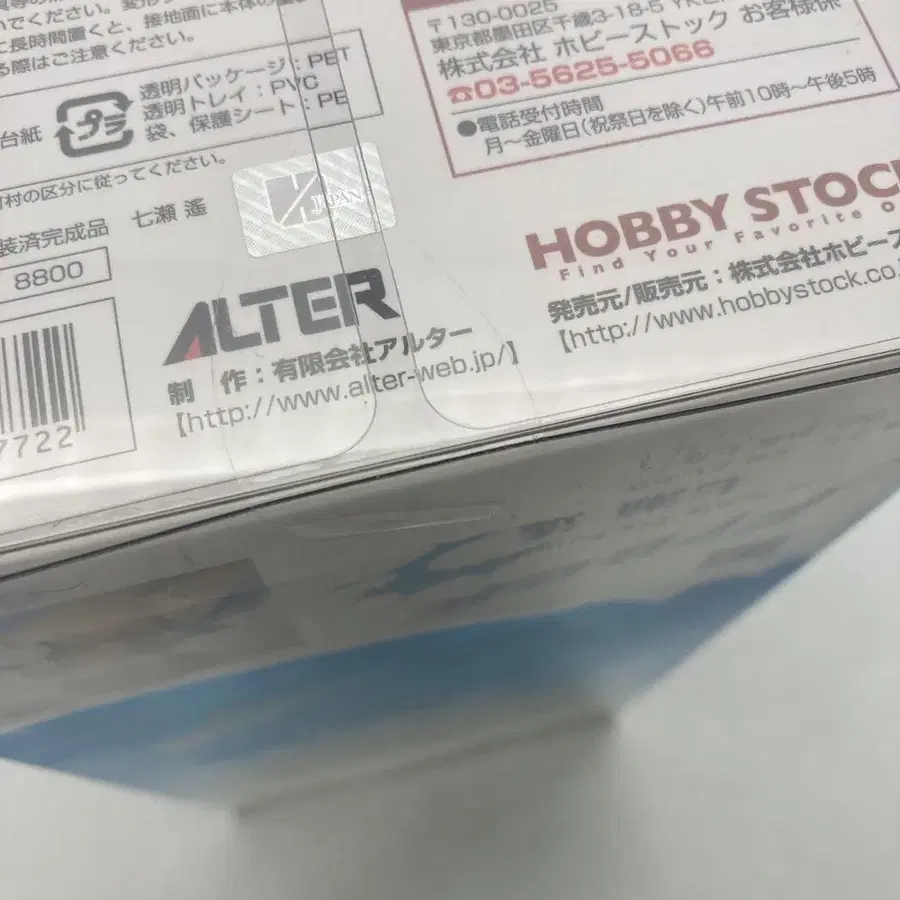 でください。
に長時間置くと、接地面に本体の
る際はご注意ください。
台紙
プラ
透明パッケージ：PET
透明トレイ：PVC
袋、保護シート：PE
町村の区分に従ってください。
装済完成品 七瀬 遙
8800
7722
JAPAN
ALTER
制 作：有限会社アルター
【http://www.alter-web.jp/】
〒130-0025
東京都墨田区千歳3-18-5
株式会社 ホビーストック お客様係
☎03-5625-5066
●電話受付時間
月～金曜日（祝祭日を除く）午前10時～午後5時
HOBBY STOC
Find Your Favorite
発売元/販売元：株式会社ホビース
【http://www.hobbystock.co.